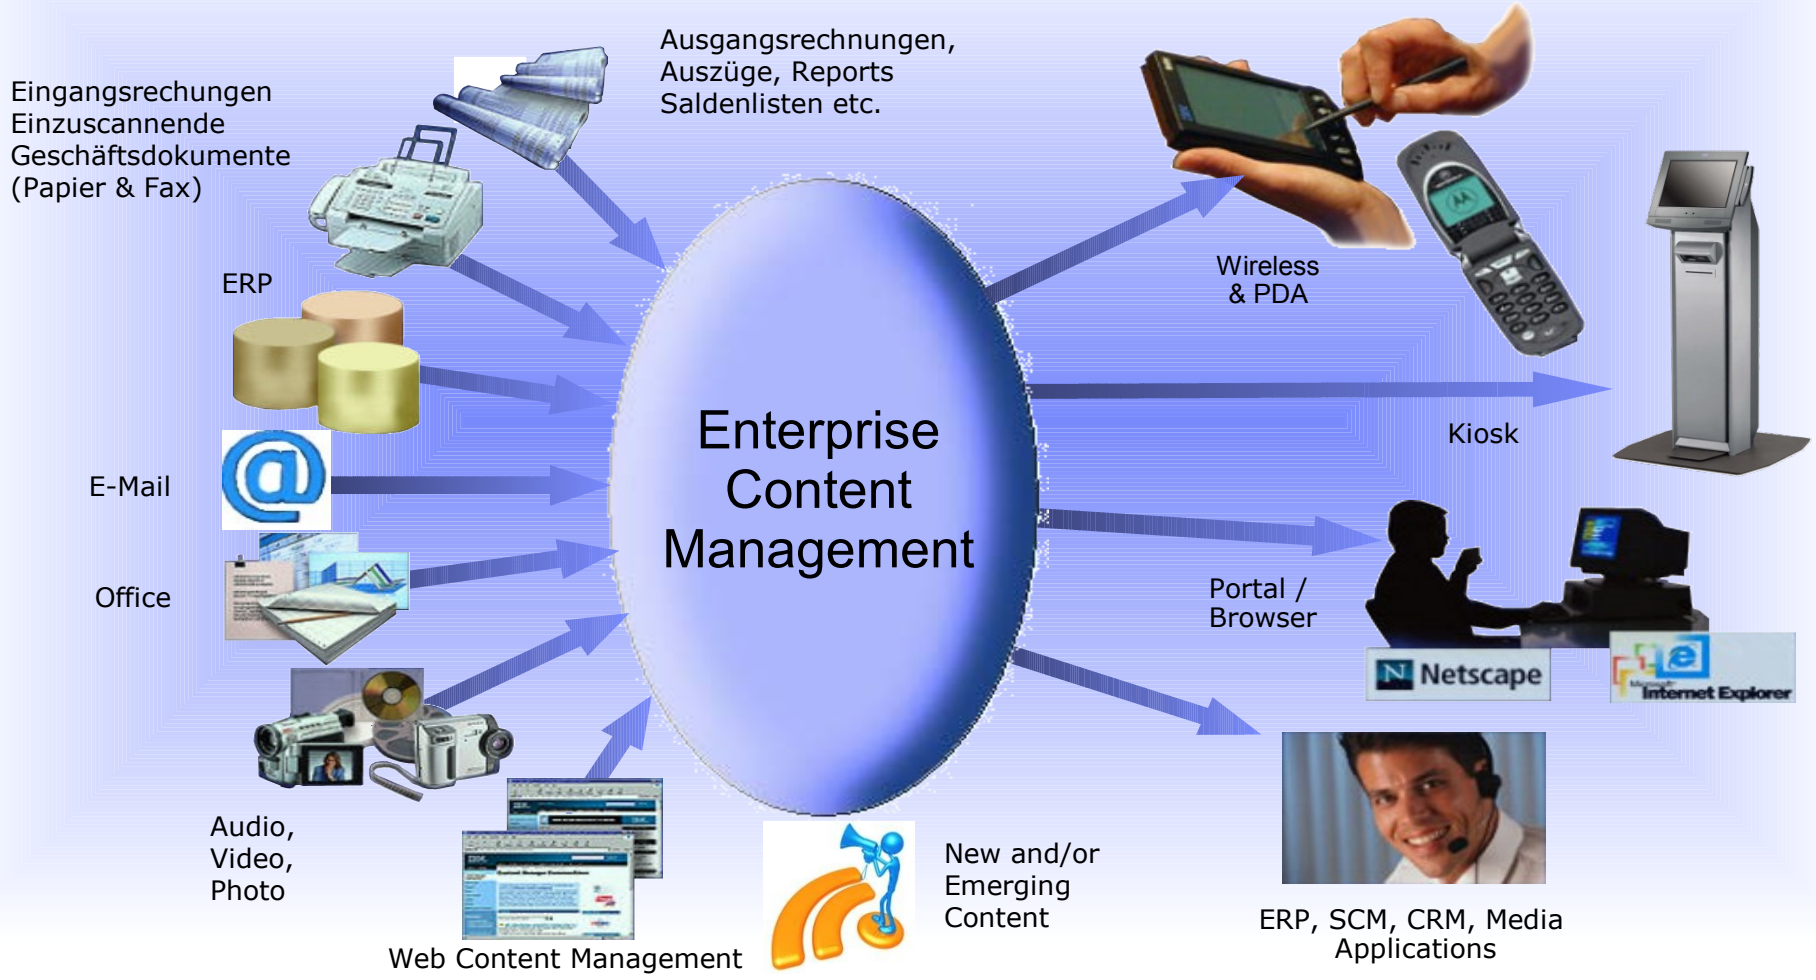 Ausgangsrechnungen,
Auszüge, Reports
Saldenlisten etc.
Eingangsrechungen
Einzuscannende
Geschäftsdokumente
(Papier & Fax)
ERP
E-Mail
Office
Audio,
Video,
Photo
Web Content Management
Enterprise
Content
Management
New and/or
Emerging
Content
Wireless
& PDA
Kiosk
Portal /
Browser
N Netscape
Microsoft
Internet Explorer
ERP, SCM, CRM, Media
Applications